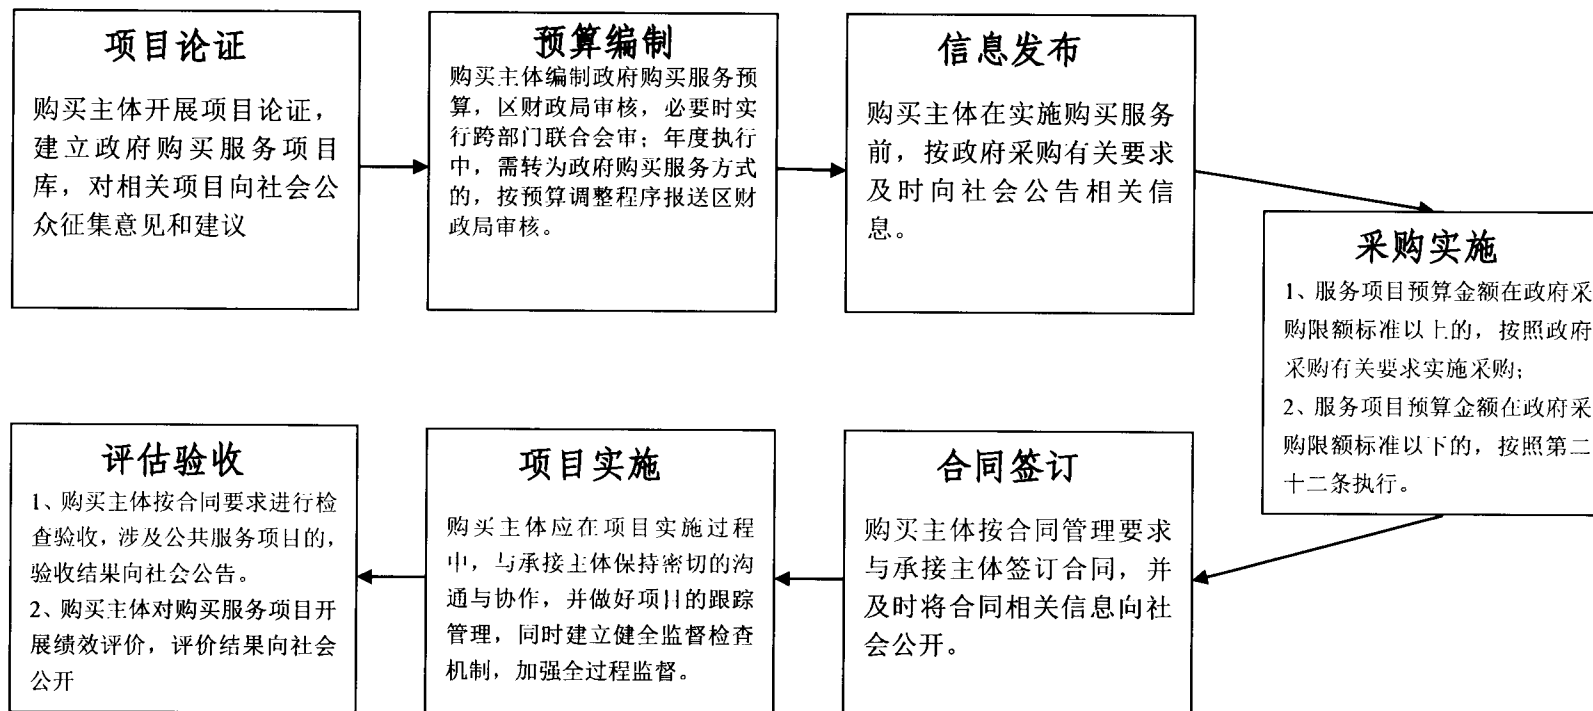 项目论证
购买主体开展项目论证，
建立政府购买服务项目
库，对相关项目向社会公
众征集意见和建议
预算编制
购买主体编制政府购买服务预
算，区财政局审核，必要时实
行跨部门联合会审；年度执行
中，需转为政府购买服务方式
的，按预算调整程序报送区财
政局审核。
信息发布
购买主体在实施购买服务
前，按政府采购有关要求
及时向社会公告相关信
息。
采购实施
1、服务项目预算金额在政府采
购限额标准以上的，按照政府
采购有关要求实施采购；
2、服务项目预算金额在政府采
购限额标准以下的，按照第二
十二条执行。
合同签订
购买主体按合同管理要求
与承接主体签订合同，并
及时将合同相关信息向社
会公开。
项目实施
购买主体应在项目实施过程
中，与承接主体保持密切的沟
通与协作，并做好项目的跟踪
管理，同时建立健全监督检查
机制，加强全过程监督。
评估验收
1、购买主体按合同要求进行检
查验收，涉及公共服务项目的，
验收结果向社会公告。
2、购买主体对购买服务项目开
展绩效评价，评价结果向社会
公开